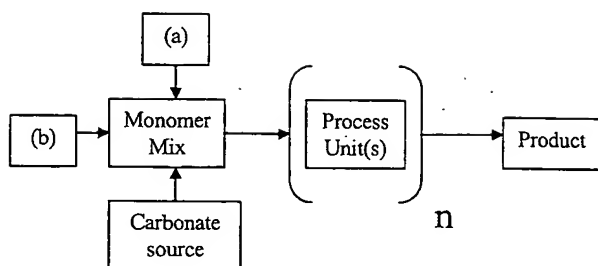 (a)
(b)
Monomer
Mix
Process
Unit(s)
Product
n
Carbonate
source